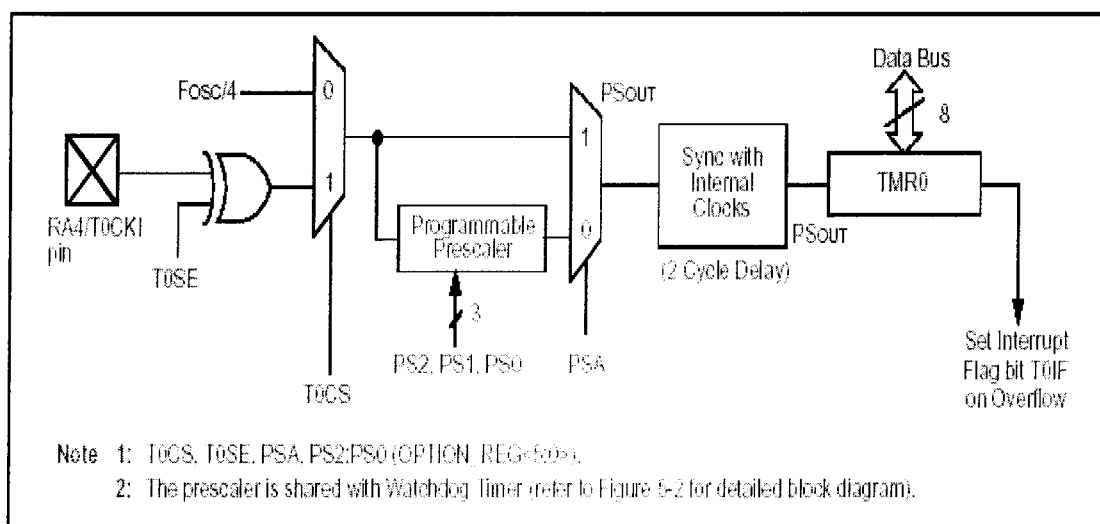 Data Bus
8
Fosc/4
0
PSOUT
1
1
Sync with
Internal
Clocks
TMR0
RA4/T0CKI
pin
T0SE
Programmable
Prescaler
0
PSOUT
(2 Cycle Delay)
3
PS2, PS1, PS0
PSA
T0CS
Set Interrupt
Flag bit T0IF
on Overflow
Note 1: T0CS, T0SE, PSA, PS2:PS0 (OPTION_REG<5:0>).
2: The prescaler is shared with Watchdog Timer (refer to Figure 5-2 for detailed block diagram).